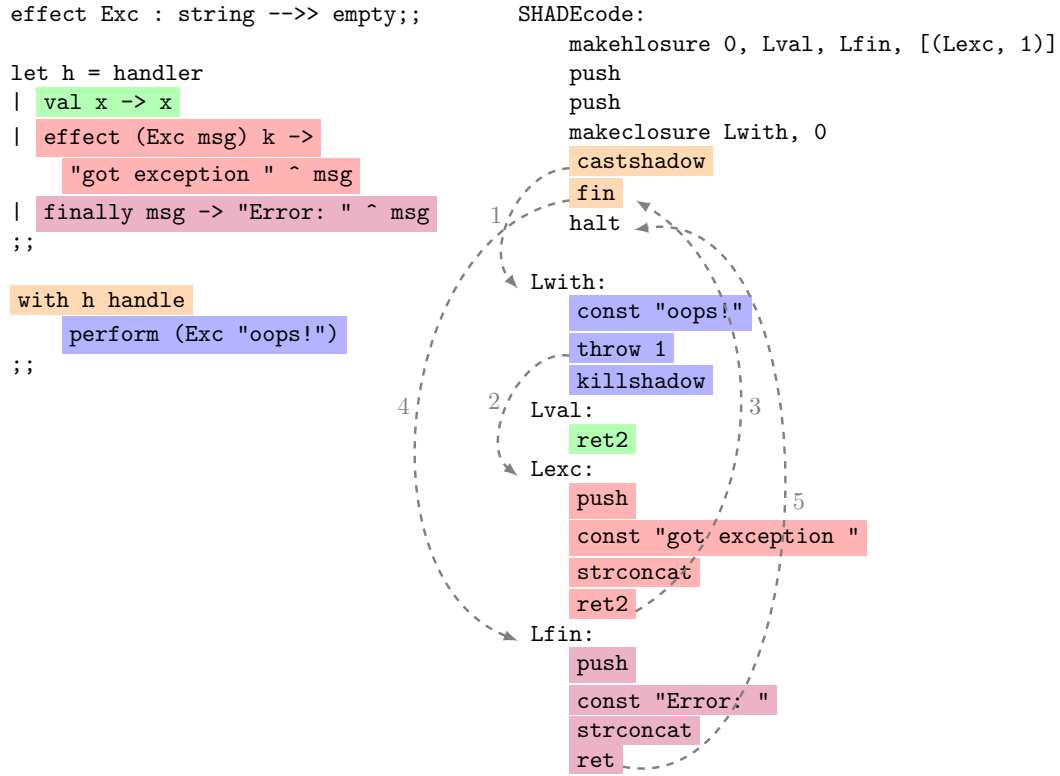 effect Exc : string -->> empty;;
let h = handler
| val x -> x
| effect (Exc msg) k ->
"got exception " ^ msg
| finally msg -> "Error: " ^ msg
;;
with h handle
perform (Exc "oops!")
;;
SHADEcode:
makehlosure 0, Lval, Lfin, [(Lexc, 1)]
push
push
makeclosure Lwith, 0
castshadow
fin
halt
Lwith:
const "oops!"
throw 1
killshadow
Lval:
ret2
Lexc:
push
const "got exception "
strconcat
ret2
Lfin:
push
const "Error: "
strconcat
ret
1
2
3
4
5